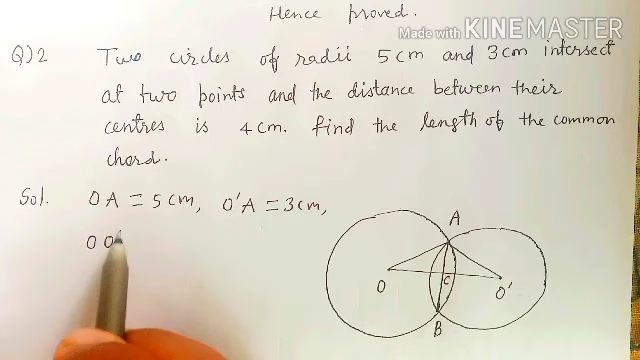 Hence proved.
Made with KINEMASTER
Q)2 Two circles of radii 5cm and 3cm intersect
at two points and the distance between their
centres is 4cm. find the length of the common
chord.
Sol. OA = 5cm, O'A = 3cm,
OO'
A
O
C
O'
B